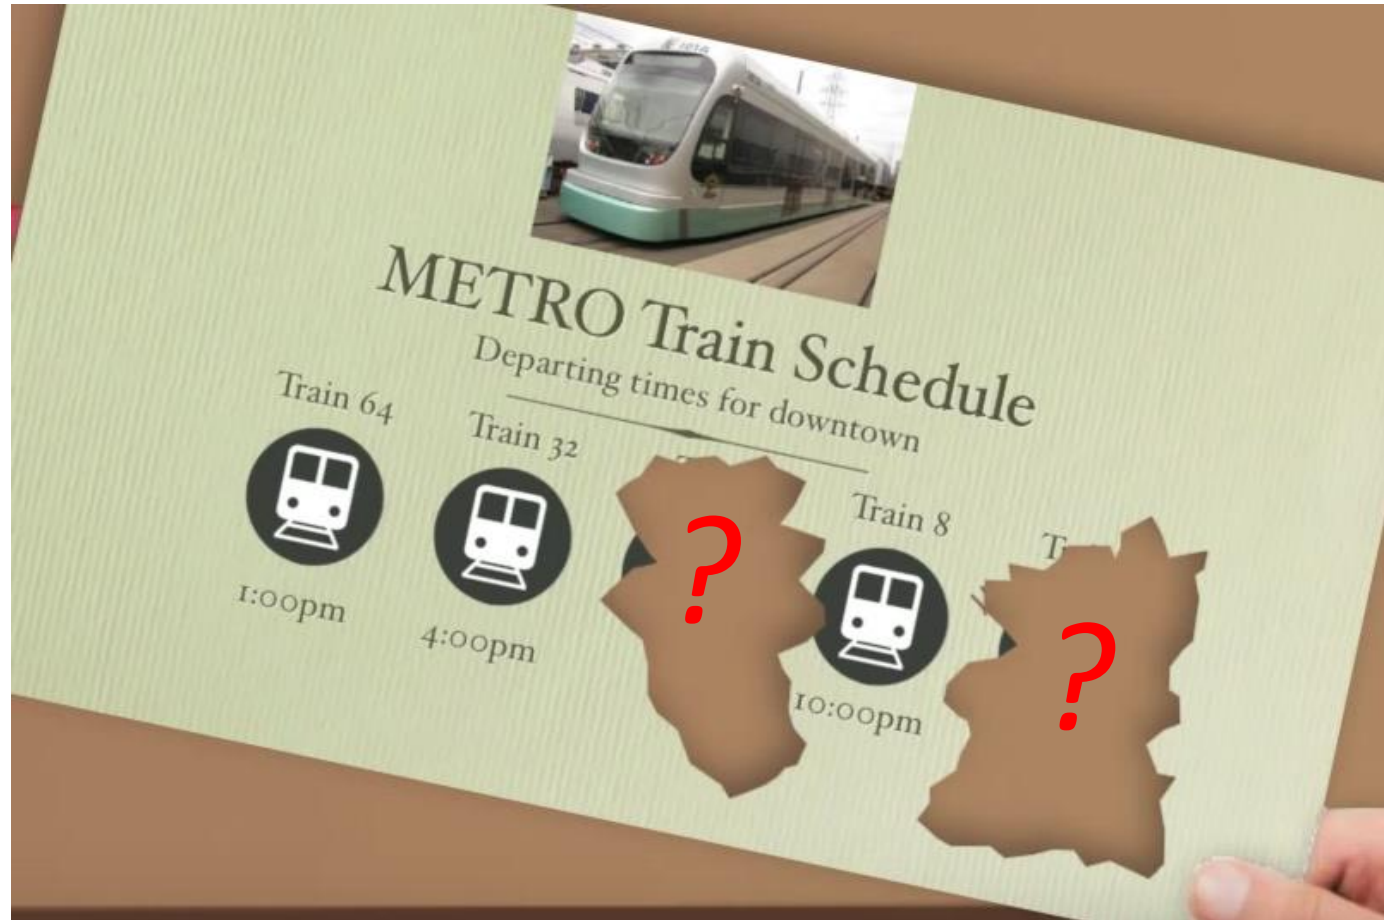 METRO Train Schedule
Departing times for downtown
Train 64
Train 32
Train 8
1:00pm
4:00pm
10:00pm
?
?